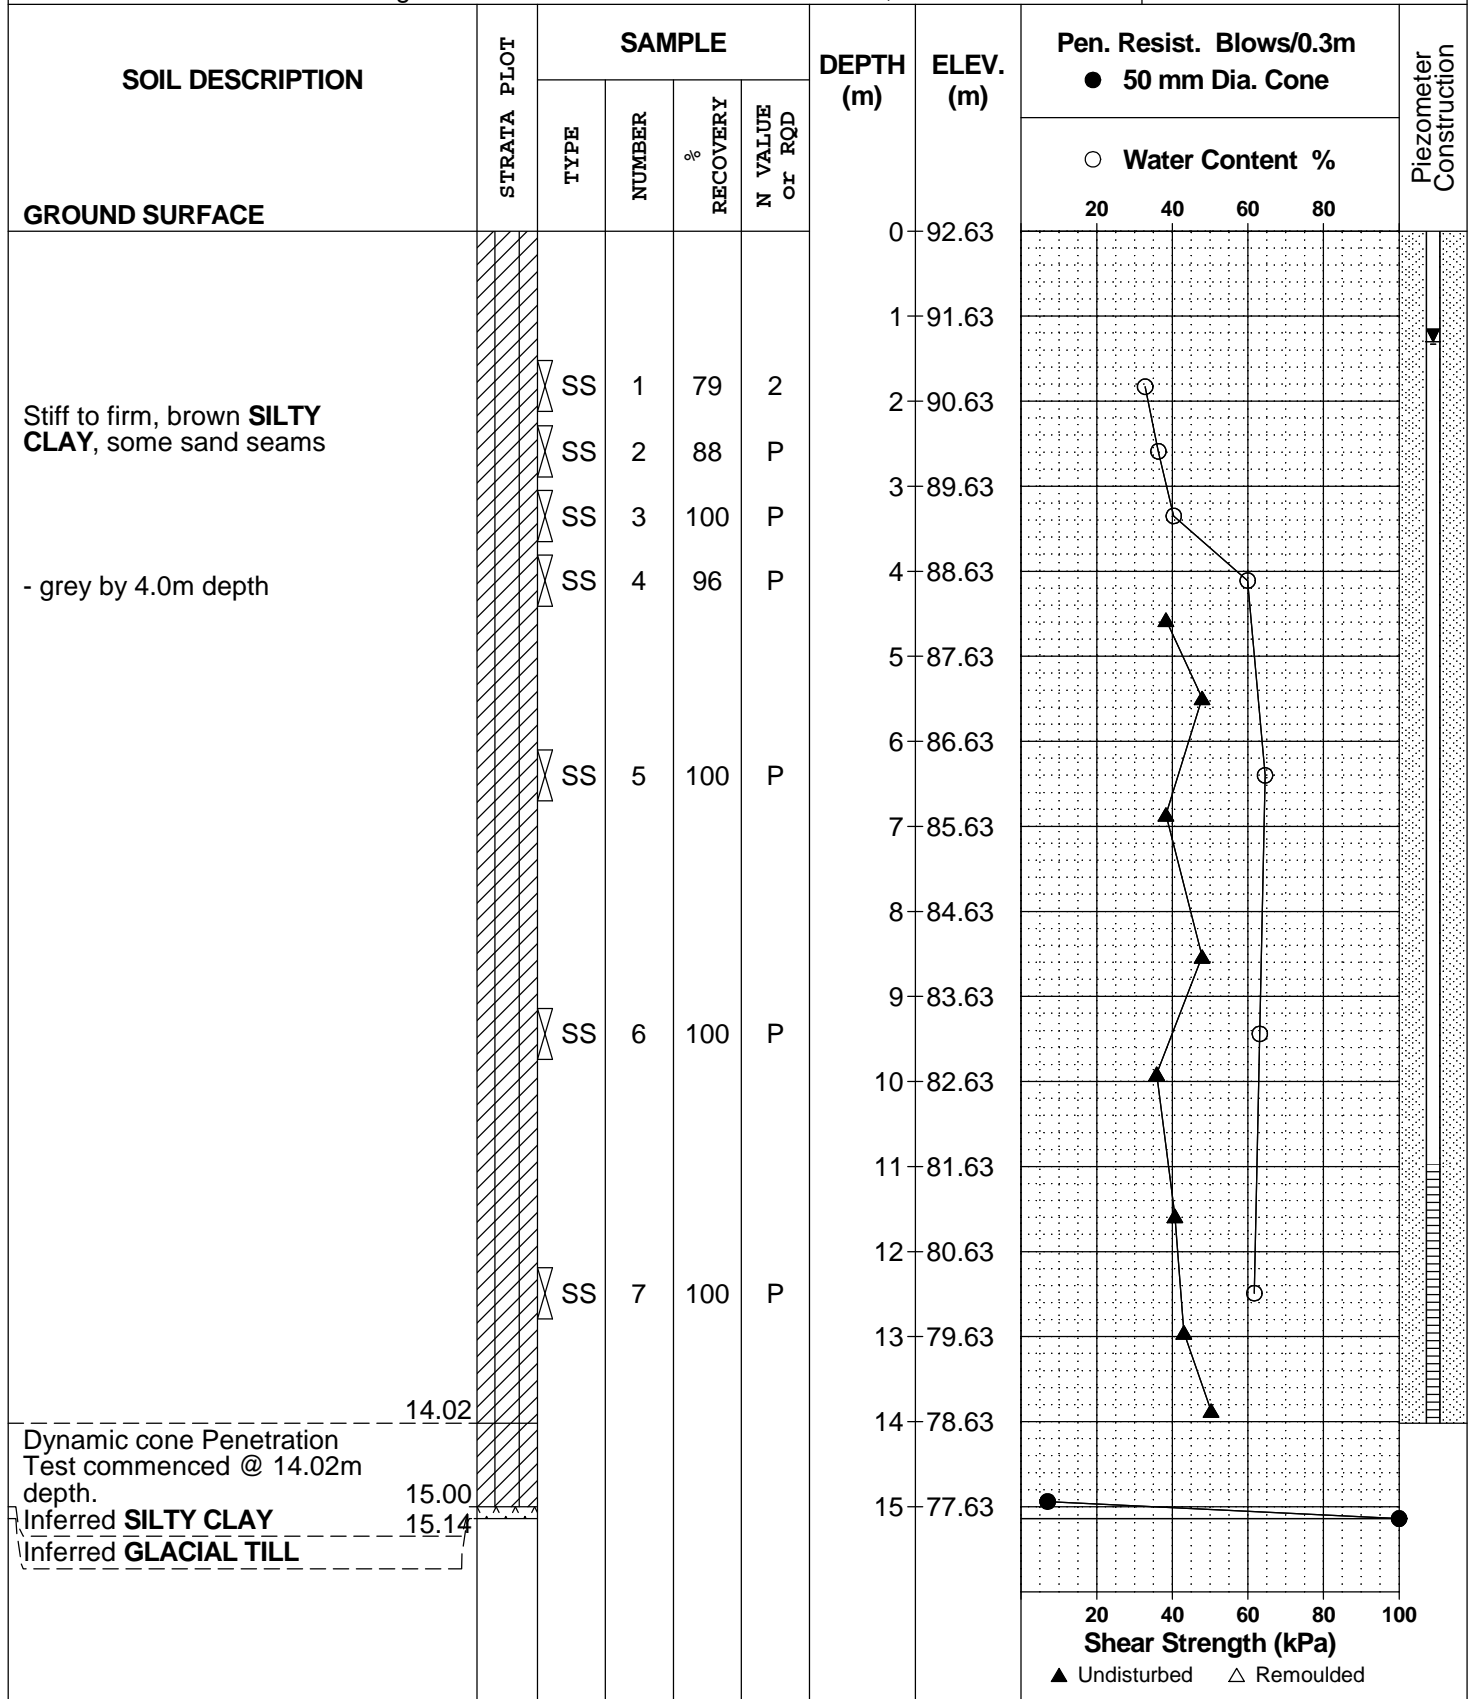 SOIL DESCRIPTION
GROUND SURFACE
STRATA PLOT
SAMPLE
TYPE
NUMBER
% RECOVERY
N VALUE or RQD
DEPTH (m)
ELEV. (m)
Pen. Resist. Blows/0.3m
● 50 mm Dia. Cone
○ Water Content %
20 40 60 80
Piezometer Construction
0 92.63
1 91.63
SS 1 79 2
2 90.63
Stiff to firm, brown SILTY
CLAY, some sand seams
SS 2 88 P
3 89.63
SS 3 100 P
4 88.63
- grey by 4.0m depth
SS 4 96 P
5 87.63
6 86.63
SS 5 100 P
7 85.63
8 84.63
9 83.63
SS 6 100 P
10 82.63
11 81.63
12 80.63
SS 7 100 P
13 79.63
14.02
14 78.63
Dynamic cone Penetration
Test commenced @ 14.02m
depth.
15.00
15 77.63
Inferred SILTY CLAY
15.14
Inferred GLACIAL TILL
20 40 60 80 100
Shear Strength (kPa)
▲ Undisturbed △ Remoulded